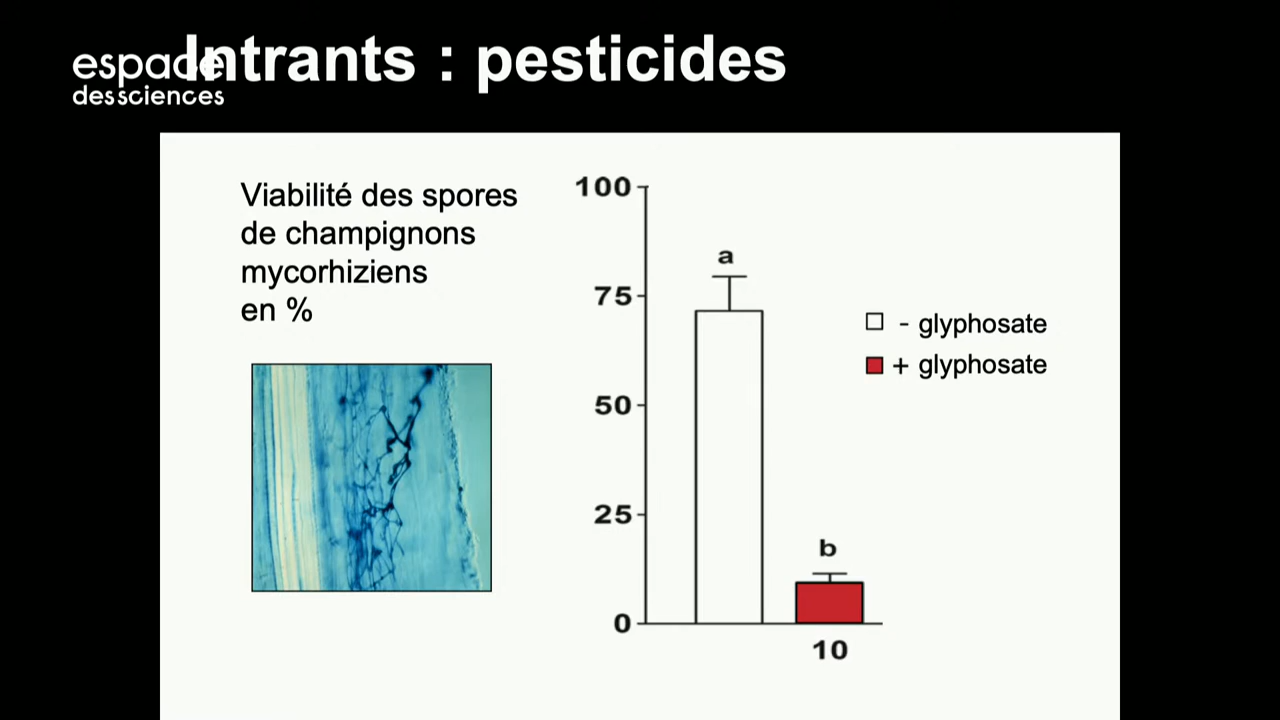 Intrants : pesticides
espace
des sciences
Viabilité des spores
de champignons
mycorhiziens
en %
100
75
50
25
0
a
b
10
- glyphosate
+ glyphosate